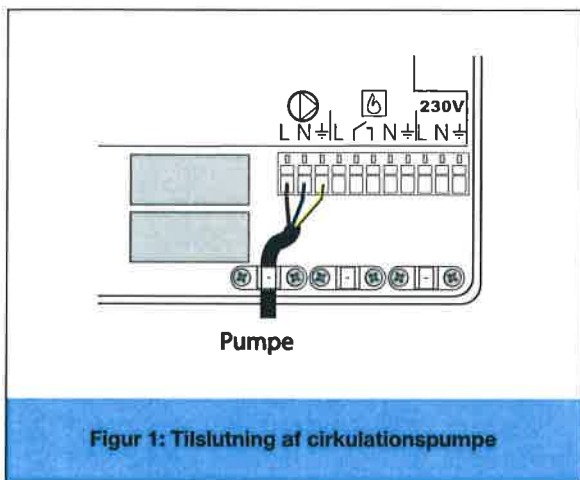 230V
L N ⏚ L N ⏚ L N ⏚
Pumpe
Figur 1: Tilslutning af cirkulationspumpe